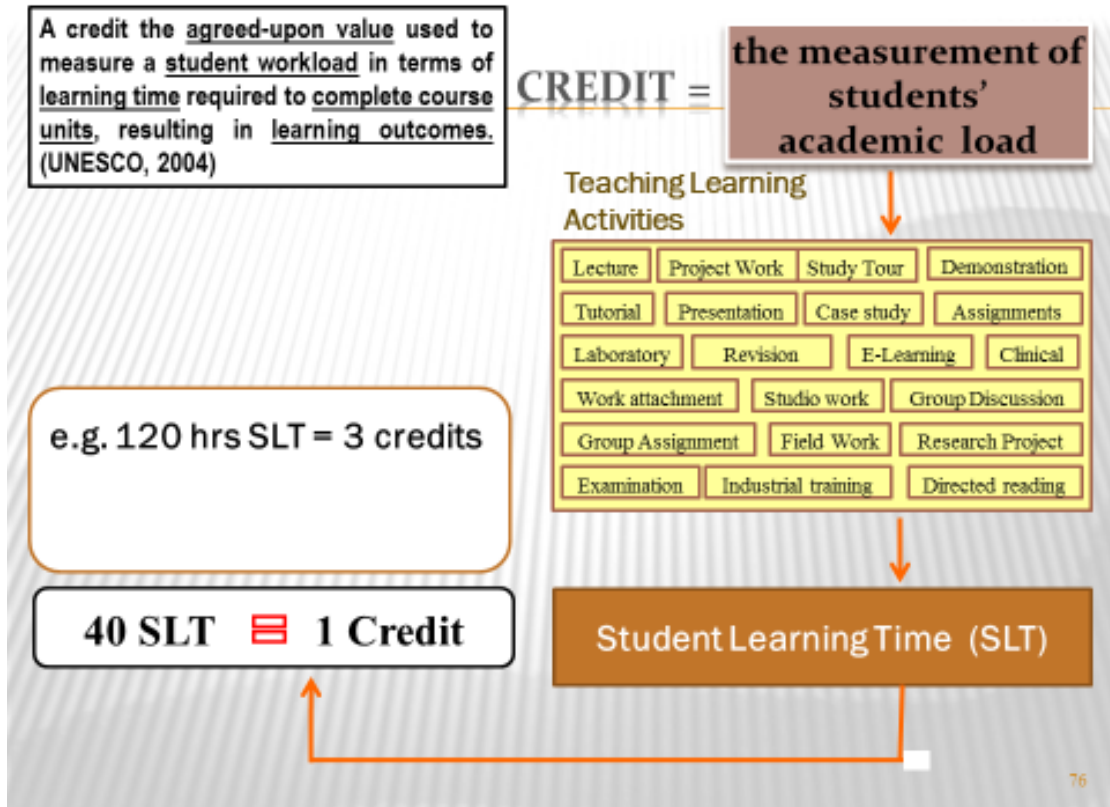 A credit the agreed-upon value used to
measure a student workload in terms of
learning time required to complete course
units, resulting in learning outcomes.
(UNESCO, 2004)
CREDIT =
the measurement of
students'
academic load
Teaching Learning
Activities
Lecture Project Work Study Tour Demonstration
Tutorial Presentation Case study Assignments
Laboratory Revision E-Learning Clinical
Work attachment Studio work Group Discussion
Group Assignment Field Work Research Project
Examination Industrial training Directed reading
e.g. 120 hrs SLT = 3 credits
40 SLT = 1 Credit
Student Learning Time (SLT)
76